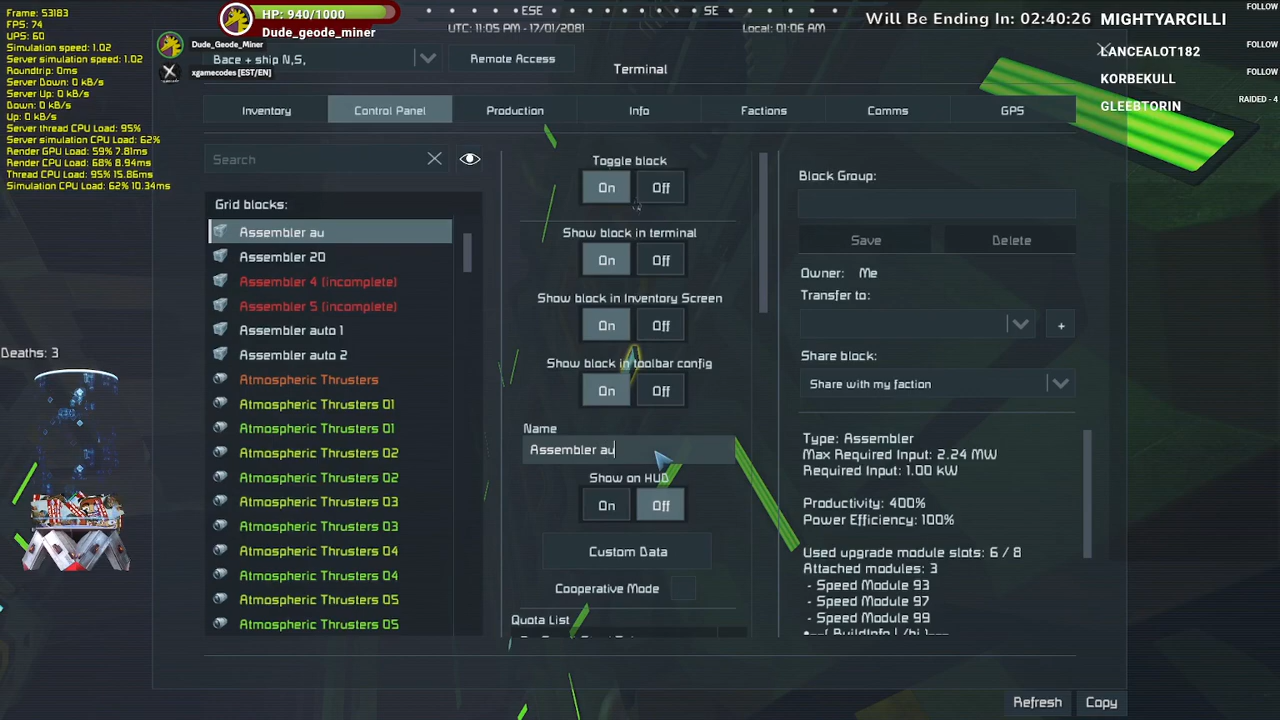 Frame: 53183
FPS: 74
UPS: 60
Simulation speed: 1.02
Server simulation speed: 1.02
Roundtrip: 0ms
Server Down: 0 kB/s
Server Up: 0 kB/s
Down: 0 kB/s
Up: 0 kB/s
Server thread CPU Load: 95%
Server simulation CPU Load: 62%
Render GPU Load: 59% 7.81ms
Render CPU Load: 68% 8.94ms
Thread CPU Load: 95% 15.86ms
Simulation CPU Load: 62% 10.34ms
HP: 940/1000
Dude_geode_miner
Dude_Geode_Miner
xgamecodes [EST/EN]
ESE
SE
UTC: 11:05 PM - 17/01/2081
Local: 01:06 AM
Will Be Ending In: 02:40:26
MIGHTYARCILLI
FOLLOW
LANCEALOT182
FOLLOW
KORBEKULL
FOLLOW
GLEEBTORIN
RAIDED - 4
FOLLOW
Bace + ship N,S,
Remote Access
Terminal
Inventory
Control Panel
Production
Info
Factions
Comms
GPS
Search
Grid blocks:
Assembler au
Assembler 20
Assembler 4 (incomplete)
Assembler 5 (incomplete)
Assembler auto 1
Assembler auto 2
Atmospheric Thrusters
Atmospheric Thrusters 01
Atmospheric Thrusters 01
Atmospheric Thrusters 02
Atmospheric Thrusters 02
Atmospheric Thrusters 03
Atmospheric Thrusters 03
Atmospheric Thrusters 04
Atmospheric Thrusters 04
Atmospheric Thrusters 05
Atmospheric Thrusters 05
Deaths: 3
Toggle block
On
Off
Show block in terminal
On
Off
Show block in Inventory Screen
On
Off
Show block in toolbar config
On
Off
Name
Assembler au
Show on HUD
On
Off
Custom Data
Cooperative Mode
Quota List
Block Group:
Save
Delete
Owner: Me
Transfer to:
+
Share block:
Share with my faction
Type: Assembler
Max Required Input: 2.24 MW
Required Input: 1.00 kW
Productivity: 400%
Power Efficiency: 100%
Used upgrade module slots: 6 / 8
Attached modules: 3
- Speed Module 93
- Speed Module 97
- Speed Module 99
Refresh
Copy